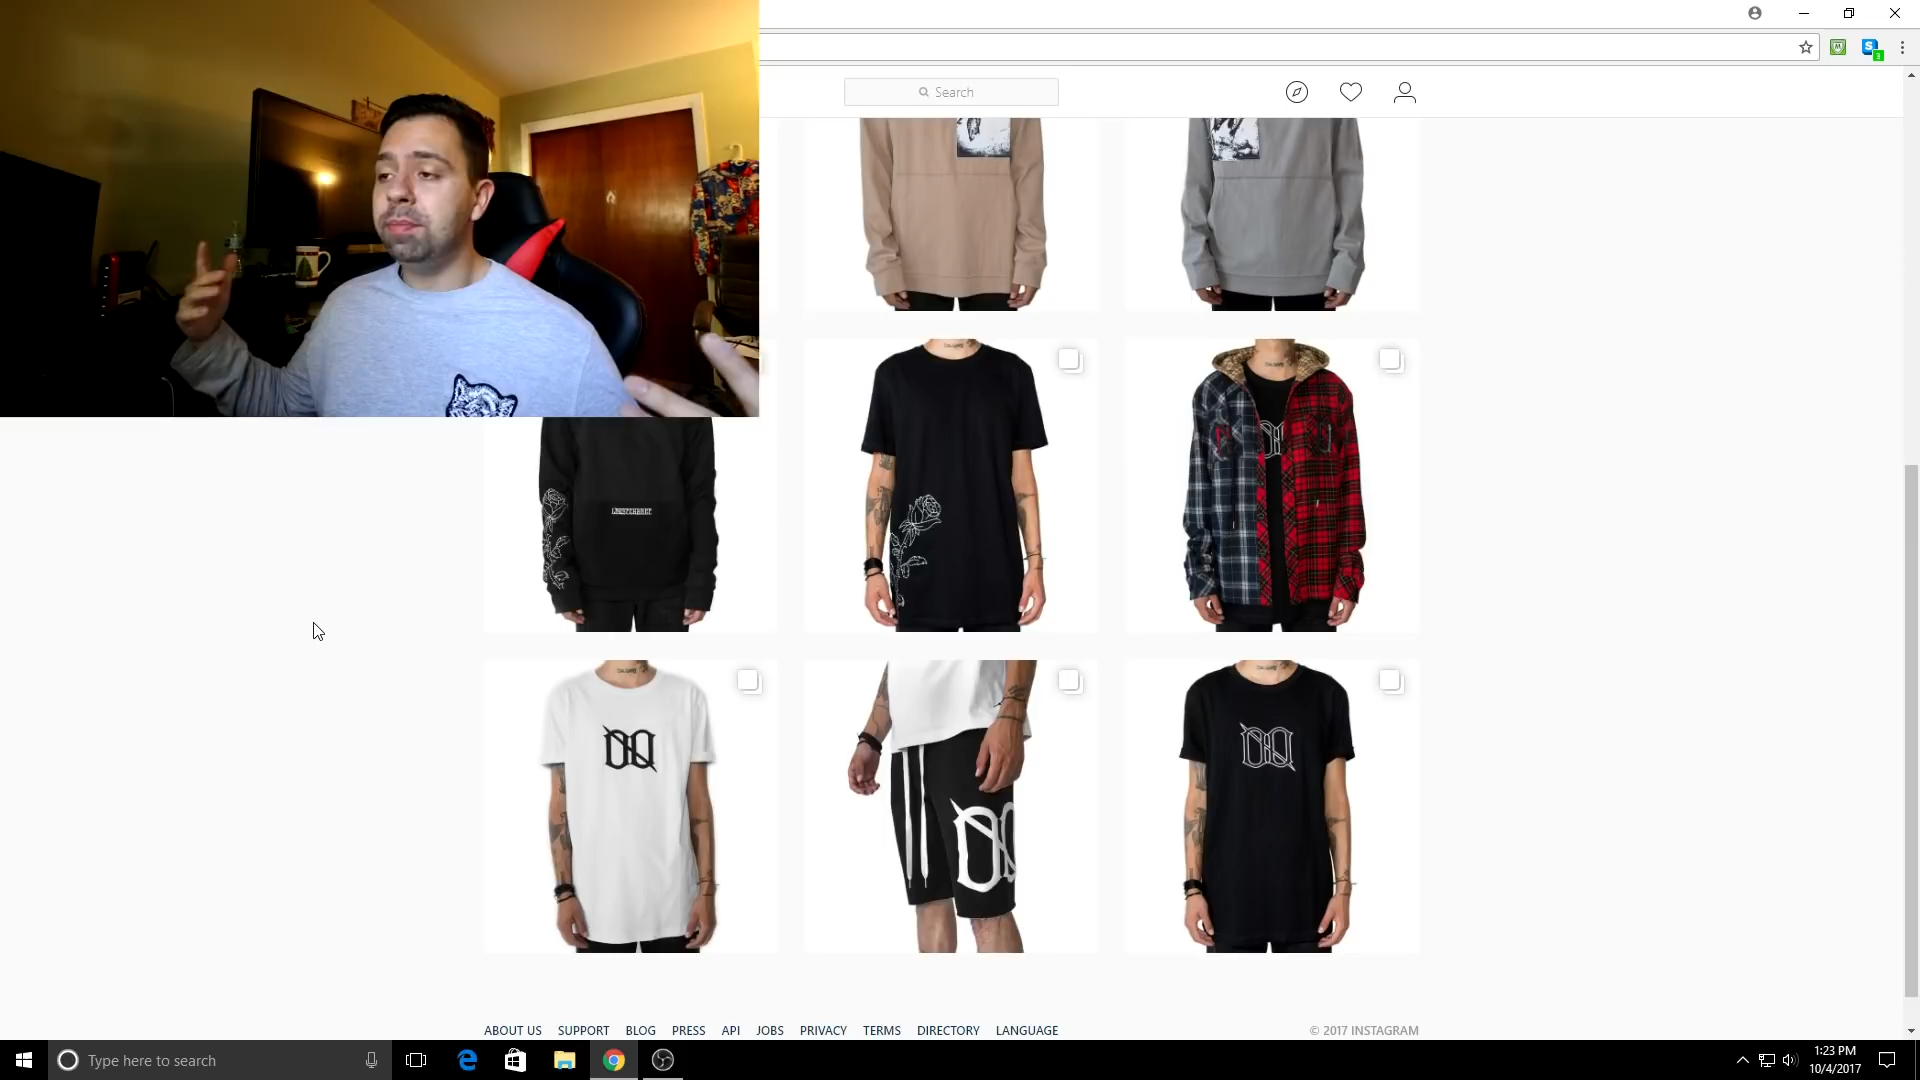 Search
ABOUT US SUPPORT BLOG PRESS API JOBS PRIVACY TERMS DIRECTORY LANGUAGE
© 2017 INSTAGRAM
Type here to search
1:23 PM
10/4/2017